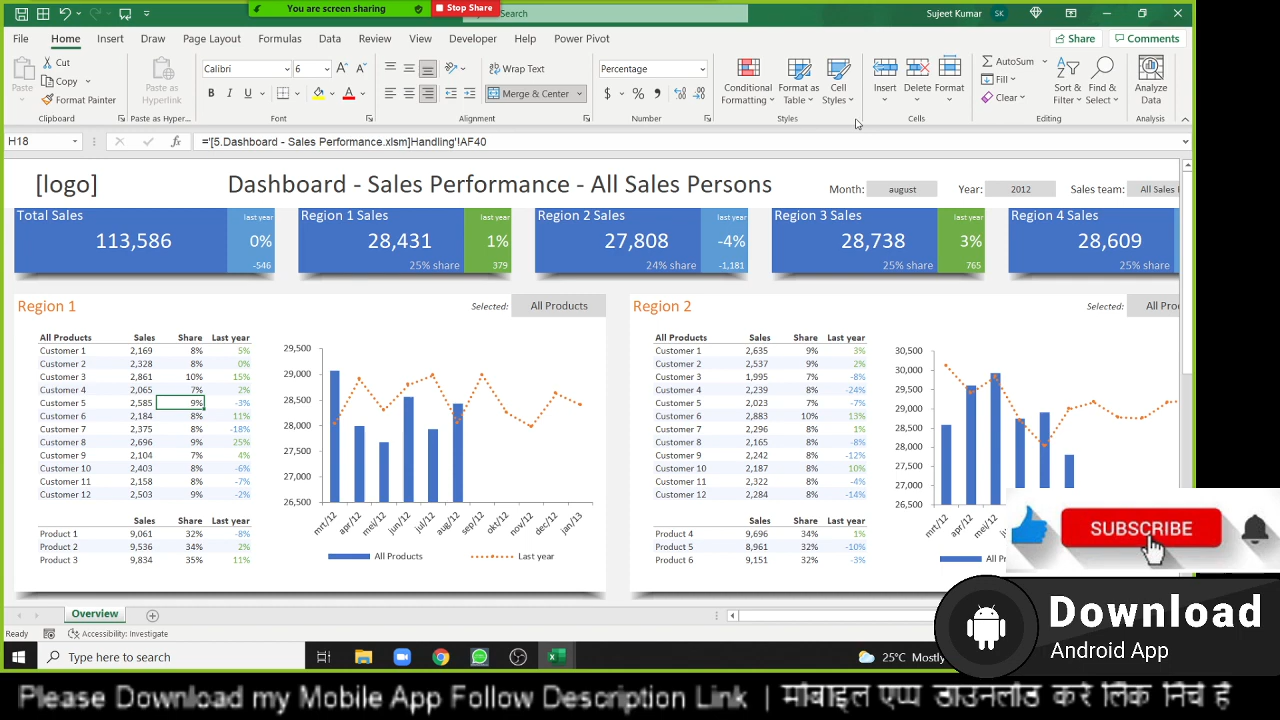 You are screen sharing
Stop Share
Search
Sujeet Kumar
SK
File Home Insert Draw Page Layout Formulas Data Review View Developer Help Power Pivot
Share
Comments
Paste
Cut
Copy
Format Painter
Clipboard
Paste as Hyperlink
Paste as Hyper...
Calibri
6
B I U
Font
Wrap Text
Merge & Center
Alignment
Percentage
$ % ,
Number
Conditional Formatting
Format as Table
Cell Styles
Styles
Insert
Delete
Format
Cells
AutoSum
Fill
Clear
Sort & Filter
Find & Select
Editing
Analyze Data
Analysis
H18
='[5.Dashboard - Sales Performance.xlsm]Handling'!AF40
[logo]
Dashboard - Sales Performance - All Sales Persons
Month: august
Year: 2012
Sales team: All Sales
Total Sales
113,586
last year
0%
-546
Region 1 Sales
28,431
25% share
last year
1%
379
Region 2 Sales
27,808
24% share
last year
-4%
-1,181
Region 3 Sales
28,738
25% share
last year
3%
765
Region 4 Sales
28,609
25% share
Region 1
Selected: All Products
All Products Sales Share Last year
Customer 1 2,169 8% 5%
Customer 2 2,328 8% 0%
Customer 3 2,861 10% 15%
Customer 4 2,065 7% 2%
Customer 5 2,585 9% -3%
Customer 6 2,184 8% 11%
Customer 7 2,375 8% -18%
Customer 8 2,696 9% 25%
Customer 9 2,104 7% 4%
Customer 10 2,403 8% -6%
Customer 11 2,158 8% -7%
Customer 12 2,503 9% -2%
Sales Share Last year
Product 1 9,061 32% -8%
Product 2 9,536 34% 2%
Product 3 9,834 35% 11%
29,500
29,000
28,500
28,000
27,500
27,000
26,500
mrt/12 apr/12 mei/12 jun/12 jul/12 aug/12 sep/12 okt/12 nov/12 dec/12 jan/13
All Products
Last year
Region 2
Selected: All Pro
All Products Sales Share Last year
Customer 1 2,635 9% 3%
Customer 2 2,537 9% 2%
Customer 3 1,995 7% -8%
Customer 4 2,239 8% -24%
Customer 5 2,023 7% -7%
Customer 6 2,883 10% 13%
Customer 7 2,296 8% 1%
Customer 8 2,165 8% -8%
Customer 9 2,242 8% -12%
Customer 10 2,187 8% 10%
Customer 11 2,322 8% -4%
Customer 12 2,284 8% -14%
Sales Share Last year
Product 4 9,696 34% 1%
Product 5 8,961 32% -10%
Product 6 9,151 32% -3%
30,500
30,000
29,500
29,000
28,500
28,000
27,500
27,000
26,500
mrt/12 apr/12 mei/12
All P
SUBSCRIBE
Download
Android App
Overview
Ready
Accessibility: Investigate
Type here to search
25°C Mostly
Please Download my Mobile App Follow Description Link | मोबाइल एप्प डाउनलोड करे लिंक निचे है